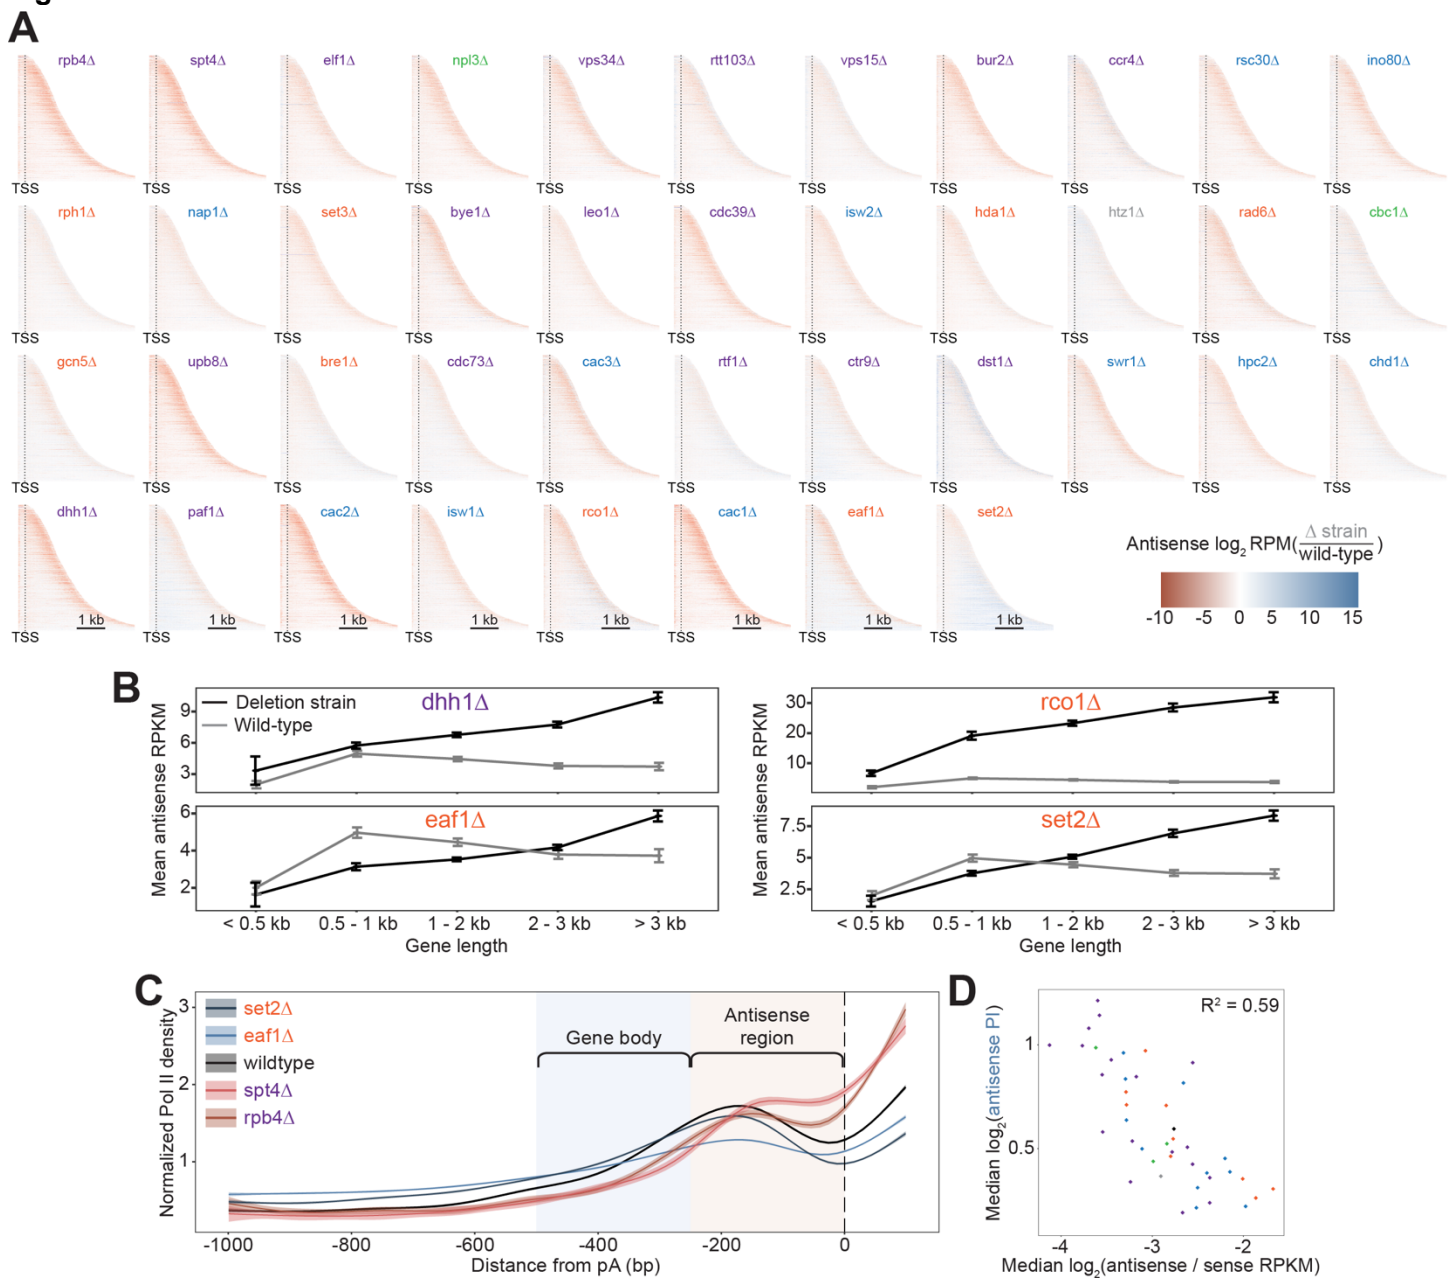 A
rpb4Δ spt4Δ elf1Δ npl3Δ vps34Δ rtt103Δ vps15Δ bur2Δ ccr4Δ rsc30Δ ino80Δ
TSS TSS TSS TSS TSS TSS TSS TSS TSS TSS TSS
rph1Δ nap1Δ set3Δ bye1Δ leo1Δ cdc39Δ isw2Δ hda1Δ htz1Δ rad6Δ cbc1Δ
TSS TSS TSS TSS TSS TSS TSS TSS TSS TSS TSS
gcn5Δ upb8Δ bre1Δ cdc73Δ cac3Δ rtf1Δ ctr9Δ dst1Δ swr1Δ hpc2Δ chd1Δ
TSS TSS TSS TSS TSS TSS TSS TSS TSS TSS TSS
dhh1Δ paf1Δ cac2Δ isw1Δ rco1Δ cac1Δ eaf1Δ set2Δ
1 kb 1 kb 1 kb 1 kb 1 kb 1 kb 1 kb 1 kb
TSS TSS TSS TSS TSS TSS TSS TSS
Antisense log2 RPM(Δ strain / wild-type)
-10 -5 0 5 10 15
B
Mean antisense RPKM
9
6
3
Deletion strain
Wild-type
dhh1Δ
Mean antisense RPKM
30
20
10
rco1Δ
Mean antisense RPKM
6
4
2
eaf1Δ
< 0.5 kb 0.5 - 1 kb 1 - 2 kb 2 - 3 kb > 3 kb
Gene length
Mean antisense RPKM
7.5
5
2.5
set2Δ
< 0.5 kb 0.5 - 1 kb 1 - 2 kb 2 - 3 kb > 3 kb
Gene length
C
Normalized Pol II density
3
2
1
set2Δ
eaf1Δ
wildtype
spt4Δ
rpb4Δ
Gene body
Antisense
region
-1000 -800 -600 -400 -200 0
Distance from pA (bp)
D
Median log2(antisense PI)
1
0.5
R2 = 0.59
-4 -3 -2
Median log2(antisense / sense RPKM)